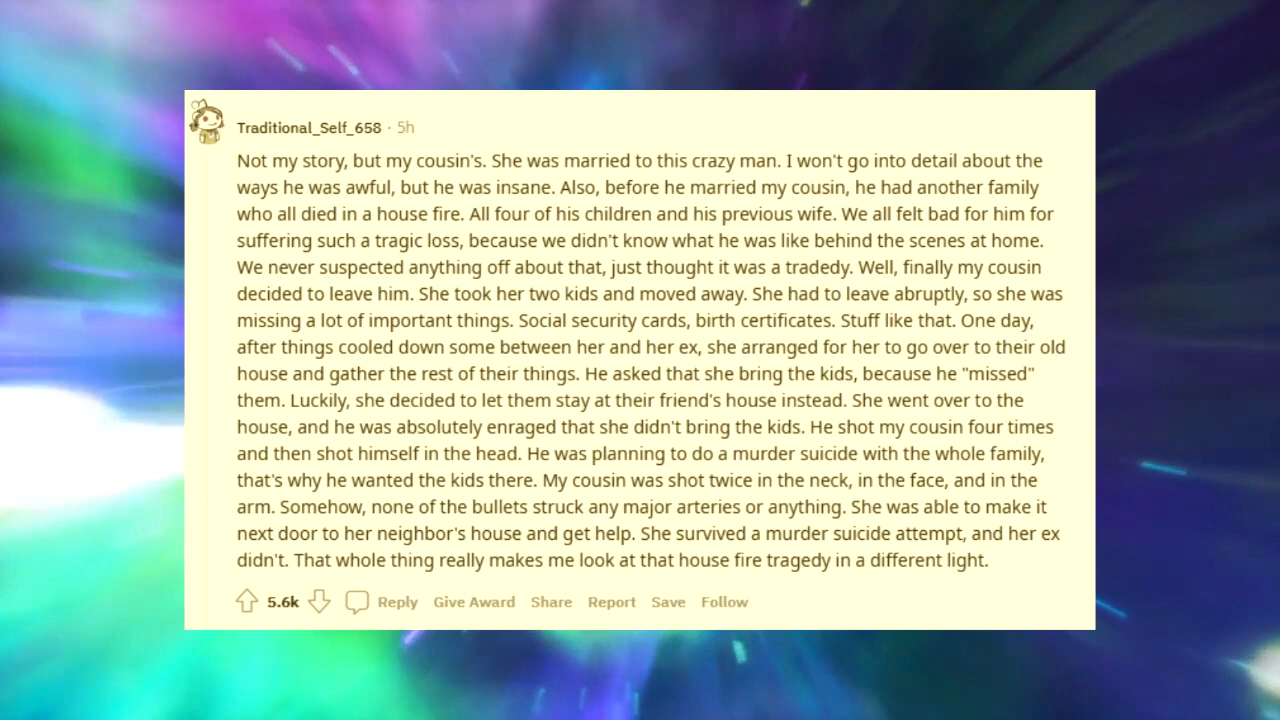 Traditional_Self_658 · 5h
Not my story, but my cousin's. She was married to this crazy man. I won't go into detail about the
ways he was awful, but he was insane. Also, before he married my cousin, he had another family
who all died in a house fire. All four of his children and his previous wife. We all felt bad for him for
suffering such a tragic loss, because we didn't know what he was like behind the scenes at home.
We never suspected anything off about that, just thought it was a tradedy. Well, finally my cousin
decided to leave him. She took her two kids and moved away. She had to leave abruptly, so she was
missing a lot of important things. Social security cards, birth certificates. Stuff like that. One day,
after things cooled down some between her and her ex, she arranged for her to go over to their old
house and gather the rest of their things. He asked that she bring the kids, because he "missed"
them. Luckily, she decided to let them stay at their friend's house instead. She went over to the
house, and he was absolutely enraged that she didn't bring the kids. He shot my cousin four times
and then shot himself in the head. He was planning to do a murder suicide with the whole family,
that's why he wanted the kids there. My cousin was shot twice in the neck, in the face, and in the
arm. Somehow, none of the bullets struck any major arteries or anything. She was able to make it
next door to her neighbor's house and get help. She survived a murder suicide attempt, and her ex
didn't. That whole thing really makes me look at that house fire tragedy in a different light.
5.6k Reply Give Award Share Report Save Follow